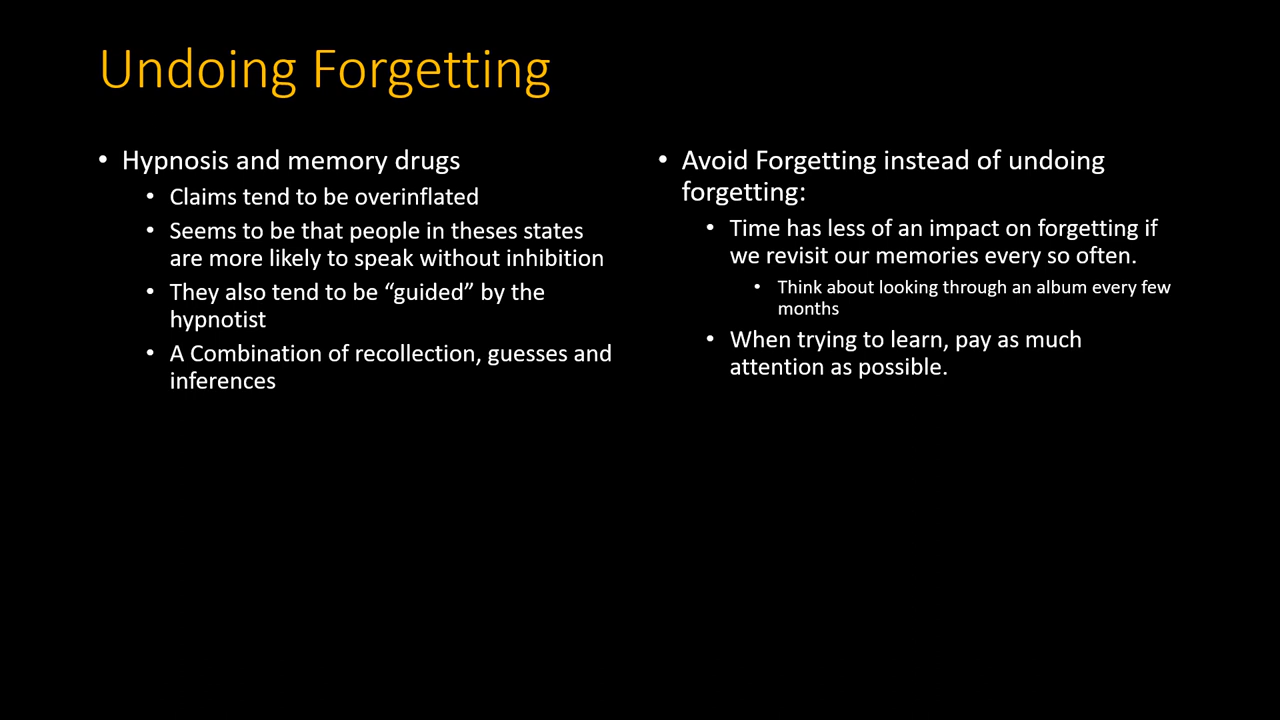 Undoing Forgetting
• Hypnosis and memory drugs
• Claims tend to be overinflated
• Seems to be that people in theses states
are more likely to speak without inhibition
• They also tend to be “guided” by the
hypnotist
• A Combination of recollection, guesses and
inferences
• Avoid Forgetting instead of undoing
forgetting:
• Time has less of an impact on forgetting if
we revisit our memories every so often.
• Think about looking through an album every few
months
• When trying to learn, pay as much
attention as possible.